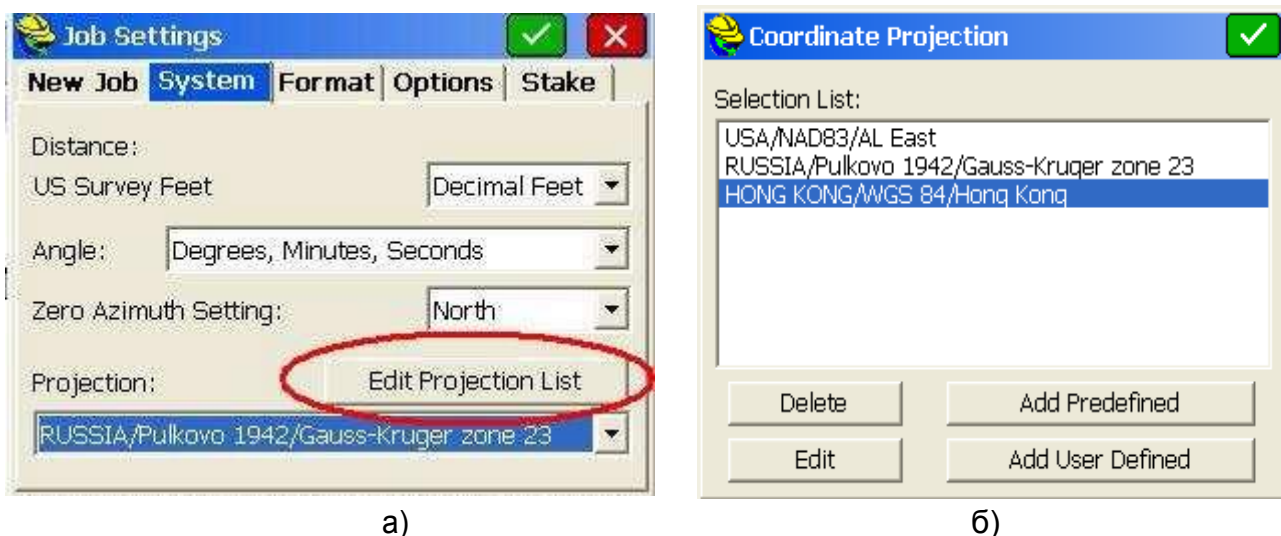 Job Settings
New Job System Format Options Stake
Distance:
US Survey Feet Decimal Feet
Angle: Degrees, Minutes, Seconds
Zero Azimuth Setting: North
Projection: Edit Projection List
RUSSIA/Pulkovo 1942/Gauss-Kruger zone 23
а)
Coordinate Projection
Selection List:
USA/NAD83/AL East
RUSSIA/Pulkovo 1942/Gauss-Kruger zone 23
HONG KONG/WGS 84/Hong Kong
Delete Add Predefined
Edit Add User Defined
б)